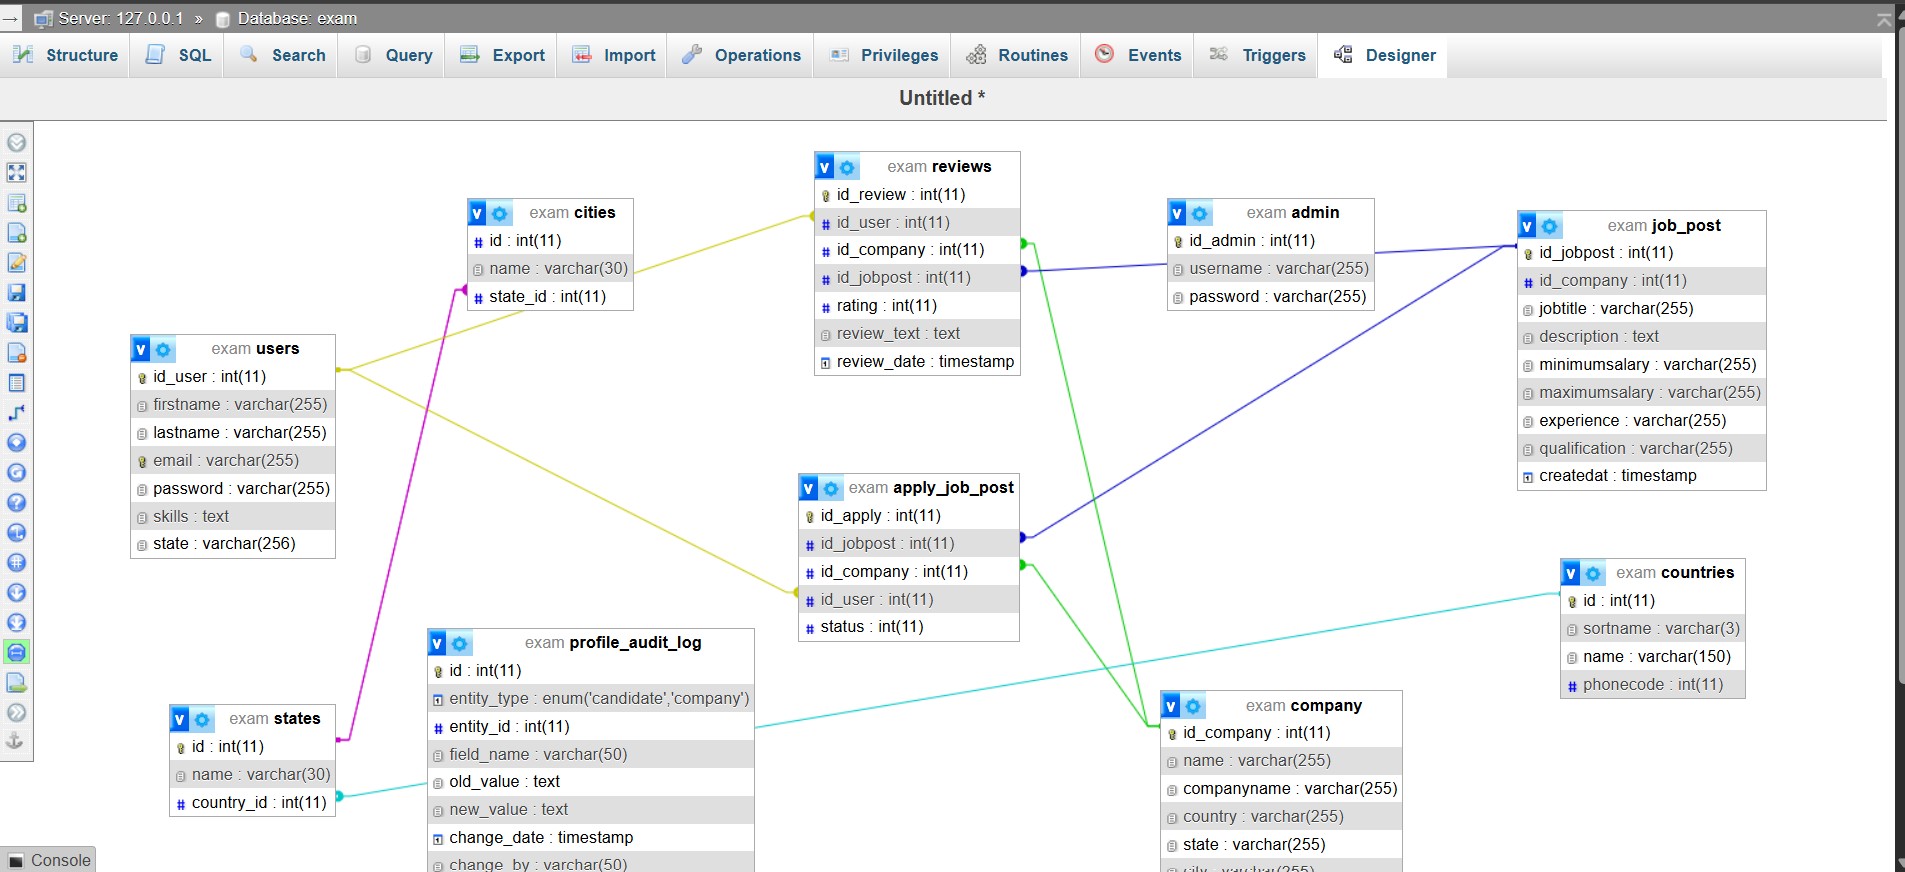 Server: 127.0.0.1 » Database: exam
Structure SQL Search Query Export Import Operations Privileges Routines Events Triggers Designer
Untitled *
v exam reviews
id_review : int(11)
id_user : int(11)
id_company : int(11)
id_jobpost : int(11)
rating : int(11)
review_text : text
review_date : timestamp
v exam cities
id : int(11)
name : varchar(30)
state_id : int(11)
v exam admin
id_admin : int(11)
username : varchar(255)
password : varchar(255)
v exam job_post
id_jobpost : int(11)
id_company : int(11)
jobtitle : varchar(255)
description : text
minimumsalary : varchar(255)
maximumsalary : varchar(255)
experience : varchar(255)
qualification : varchar(255)
createdat : timestamp
v exam users
id_user : int(11)
firstname : varchar(255)
lastname : varchar(255)
email : varchar(255)
password : varchar(255)
skills : text
state : varchar(256)
v exam apply_job_post
id_apply : int(11)
id_jobpost : int(11)
id_company : int(11)
id_user : int(11)
status : int(11)
v exam countries
id : int(11)
sortname : varchar(3)
name : varchar(150)
phonecode : int(11)
v exam profile_audit_log
id : int(11)
entity_type : enum('candidate','company')
entity_id : int(11)
field_name : varchar(50)
old_value : text
new_value : text
change_date : timestamp
change_by : varchar(50)
v exam states
id : int(11)
name : varchar(30)
country_id : int(11)
v exam company
id_company : int(11)
name : varchar(255)
companyname : varchar(255)
country : varchar(255)
state : varchar(255)
city : varchar(255)
Console